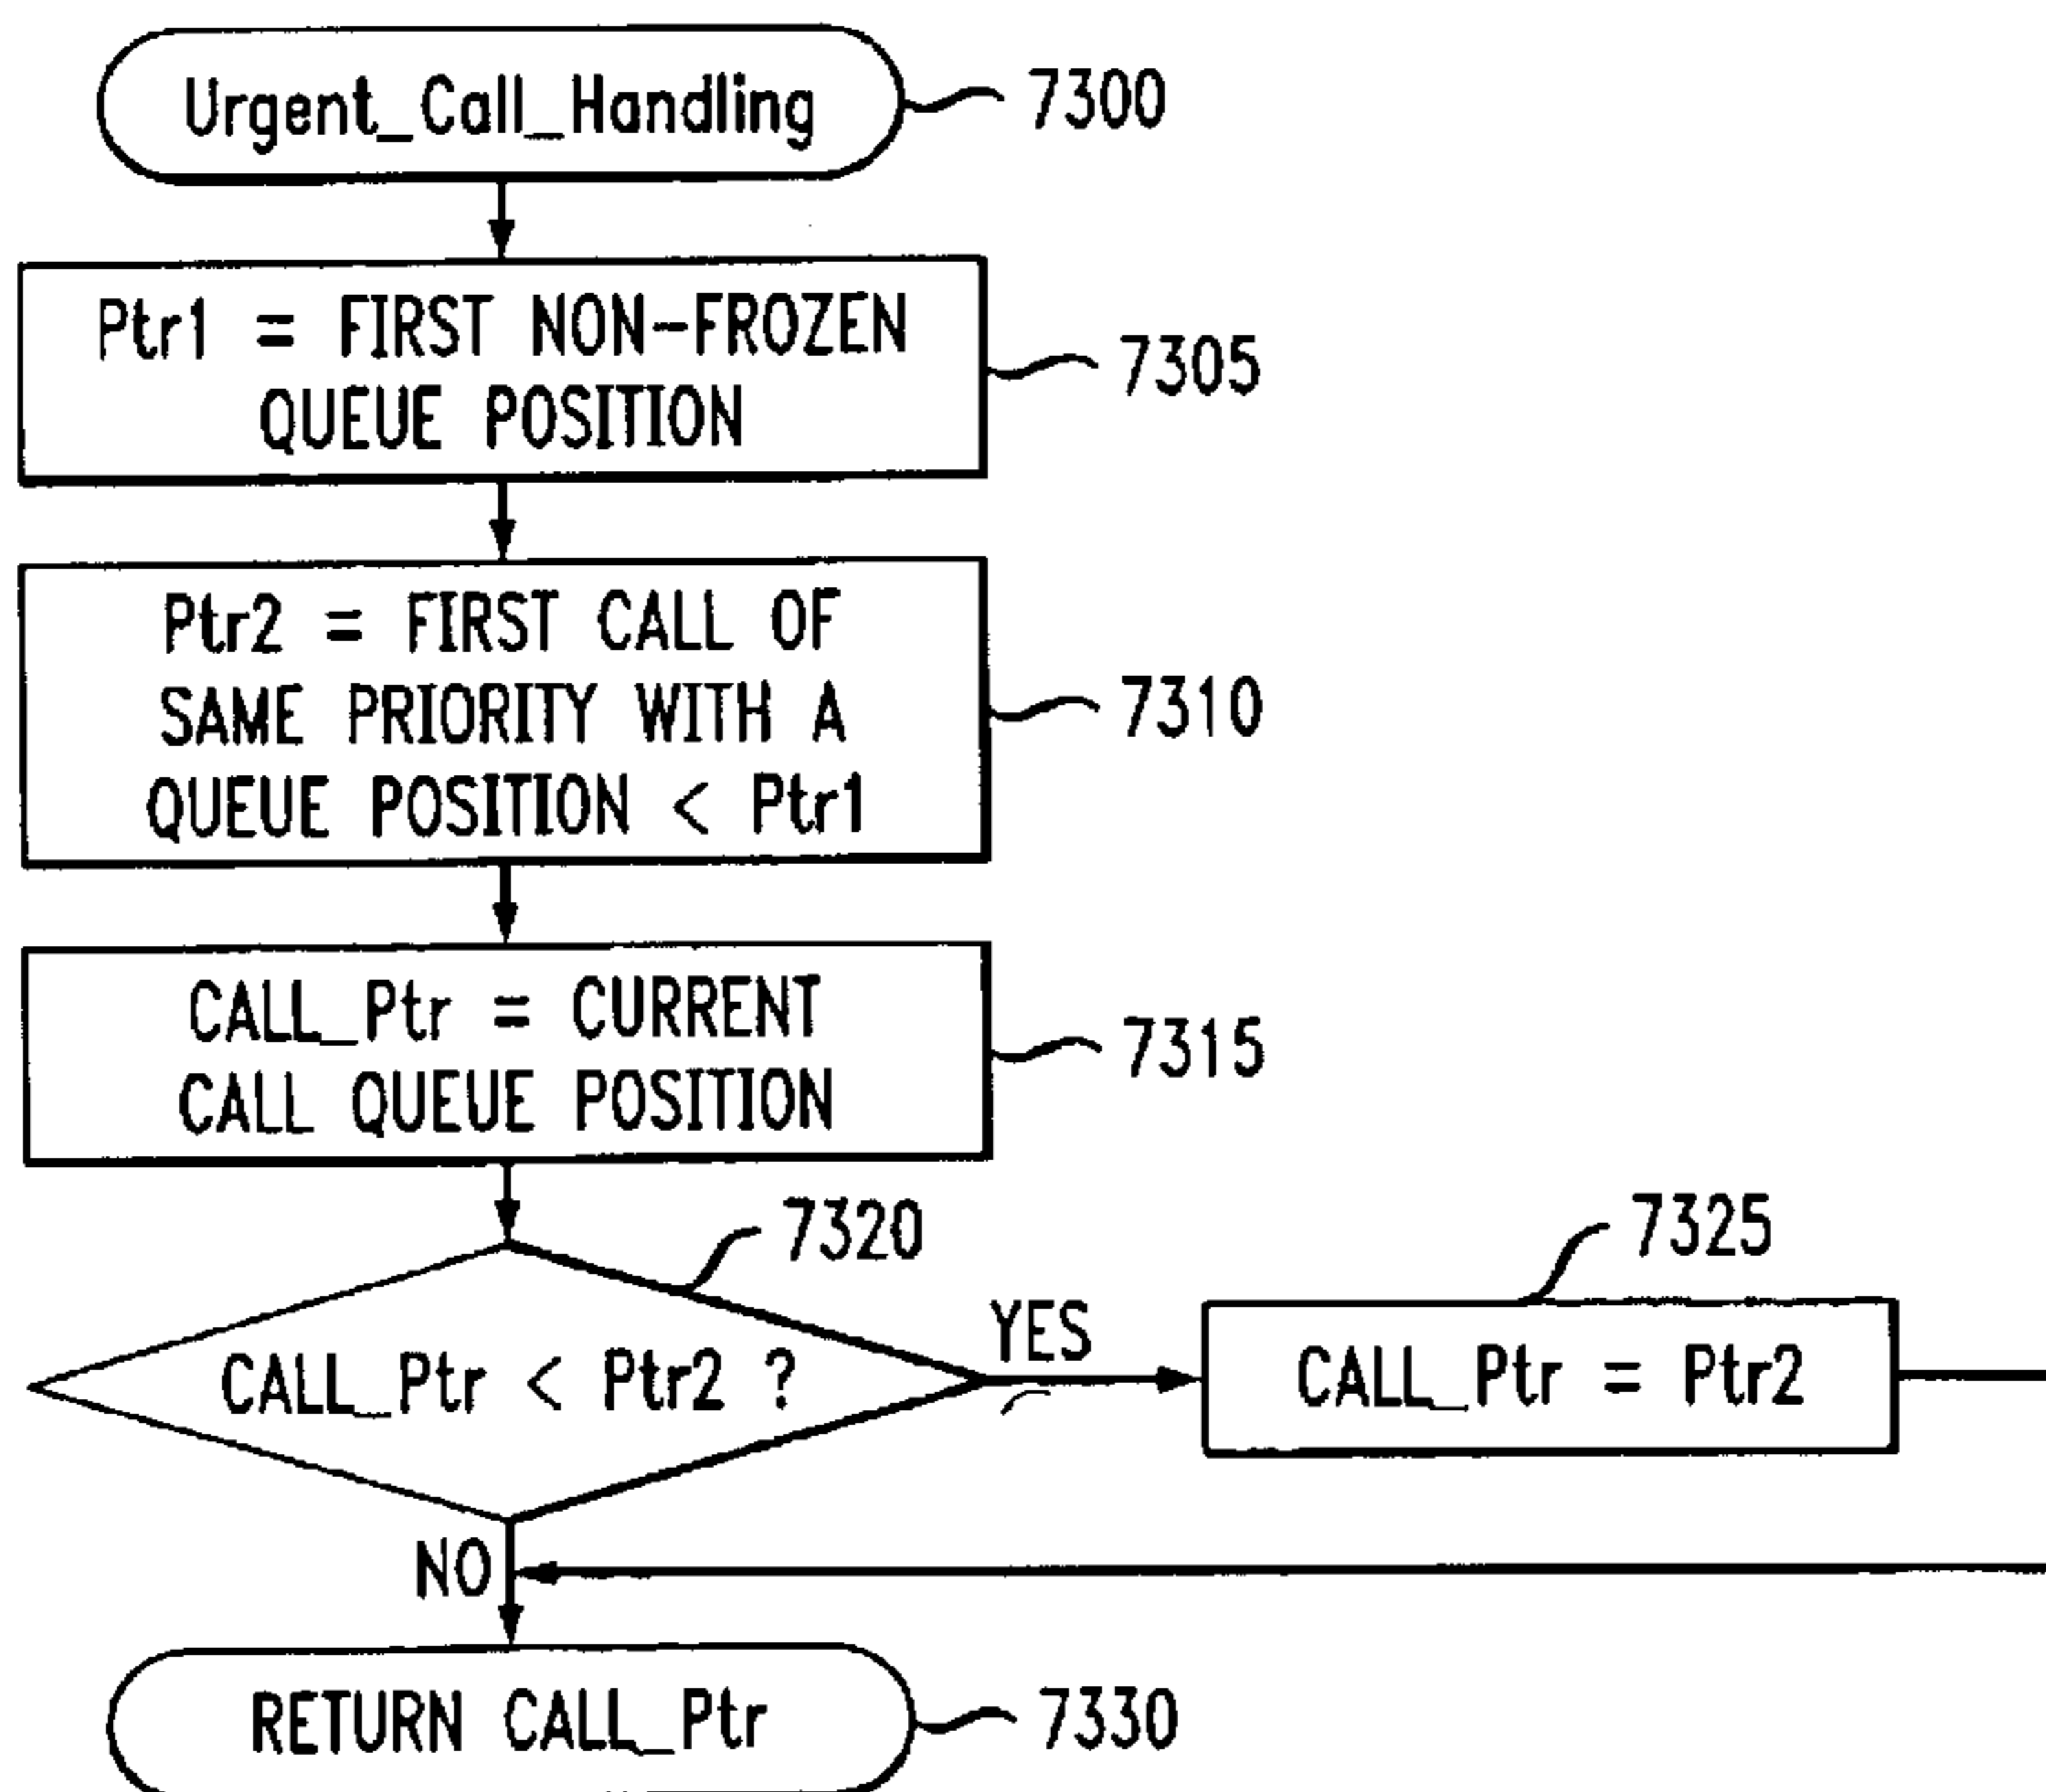 Urgent_Call_Handling
7300
Ptr1 = FIRST NON-FROZEN
QUEUE POSITION
7305
Ptr2 = FIRST CALL OF
SAME PRIORITY WITH A
QUEUE POSITION < Ptr1
7310
CALL_Ptr = CURRENT
CALL QUEUE POSITION
7315
7320
CALL_Ptr < Ptr2 ?
YES
7325
CALL_Ptr = Ptr2
NO
RETURN CALL_Ptr
7330